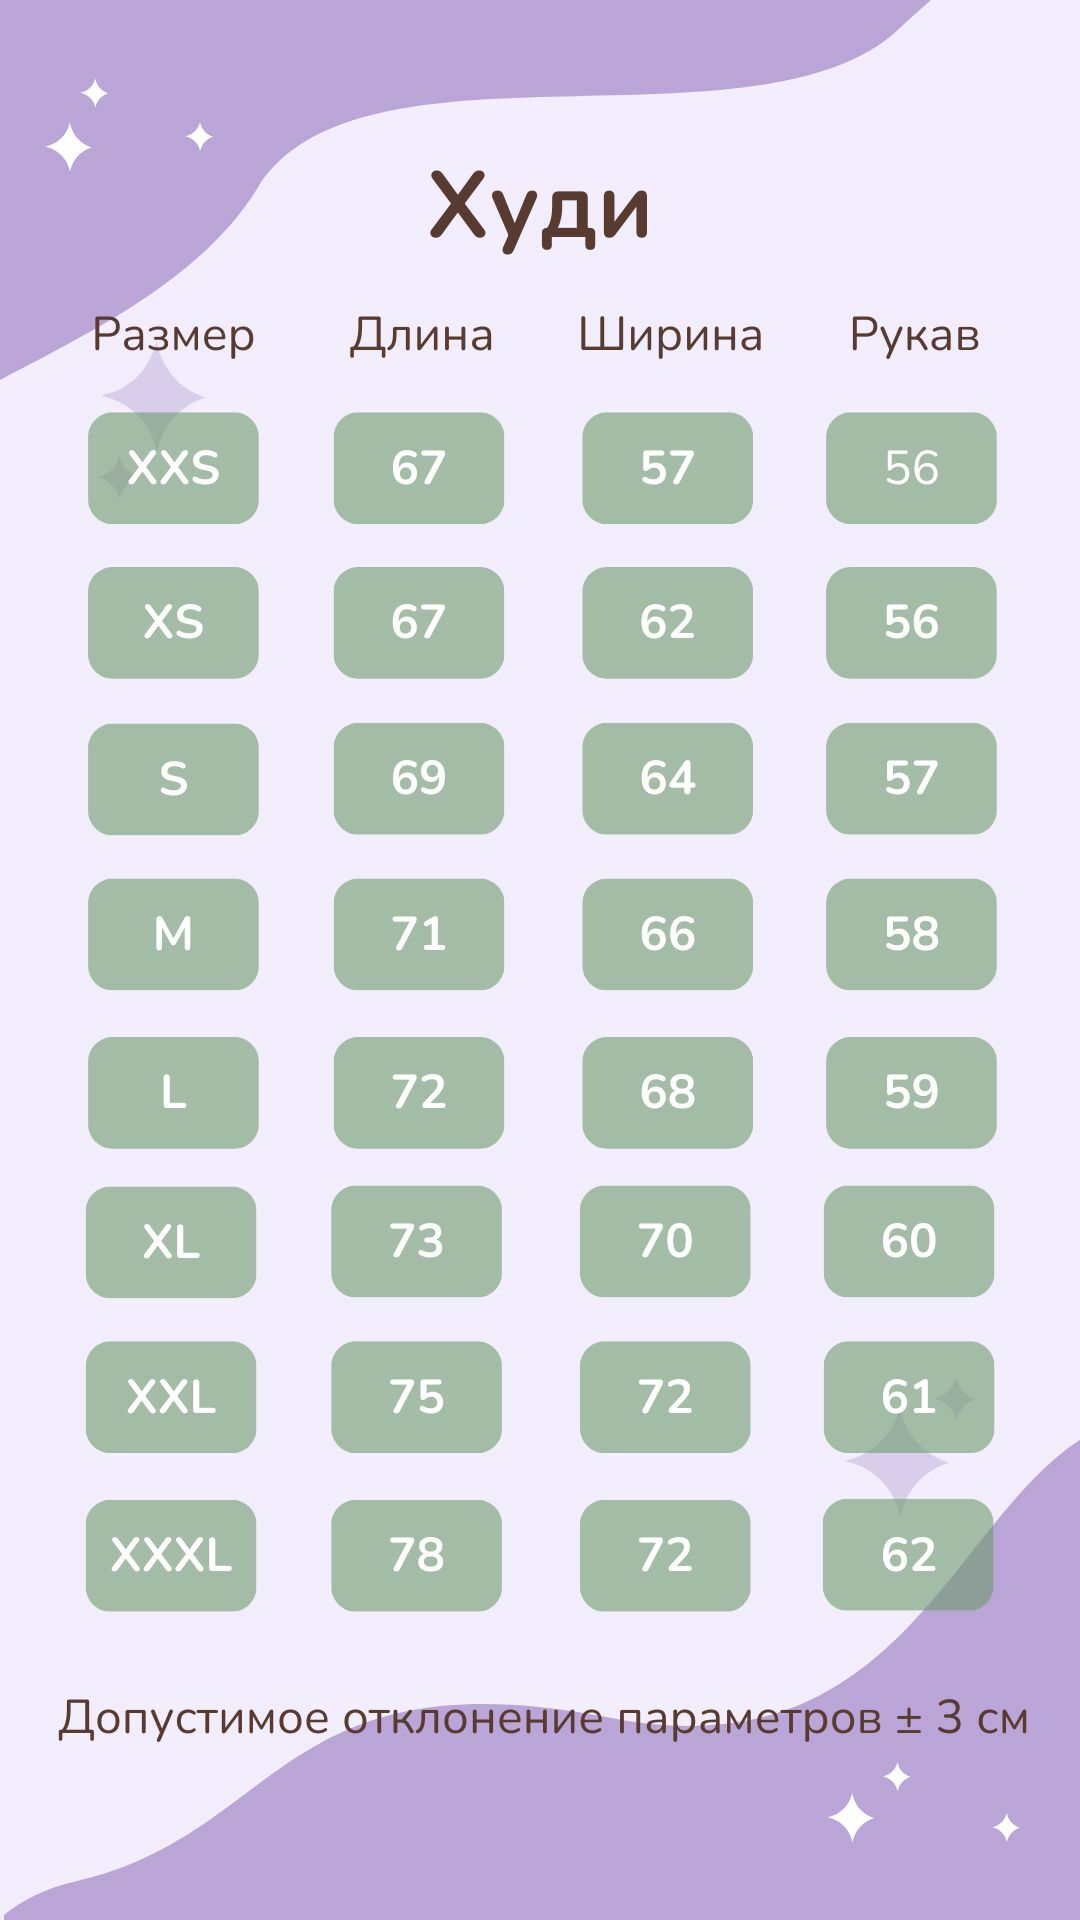 Худи
Размер Длина Ширина Рукав
XXS 67 57 56
XS 67 62 56
S 69 64 57
M 71 66 58
L 72 68 59
XL 73 70 60
XXL 75 72 61
XXXL 78 72 62
Допустимое отклонение параметров ± 3 см